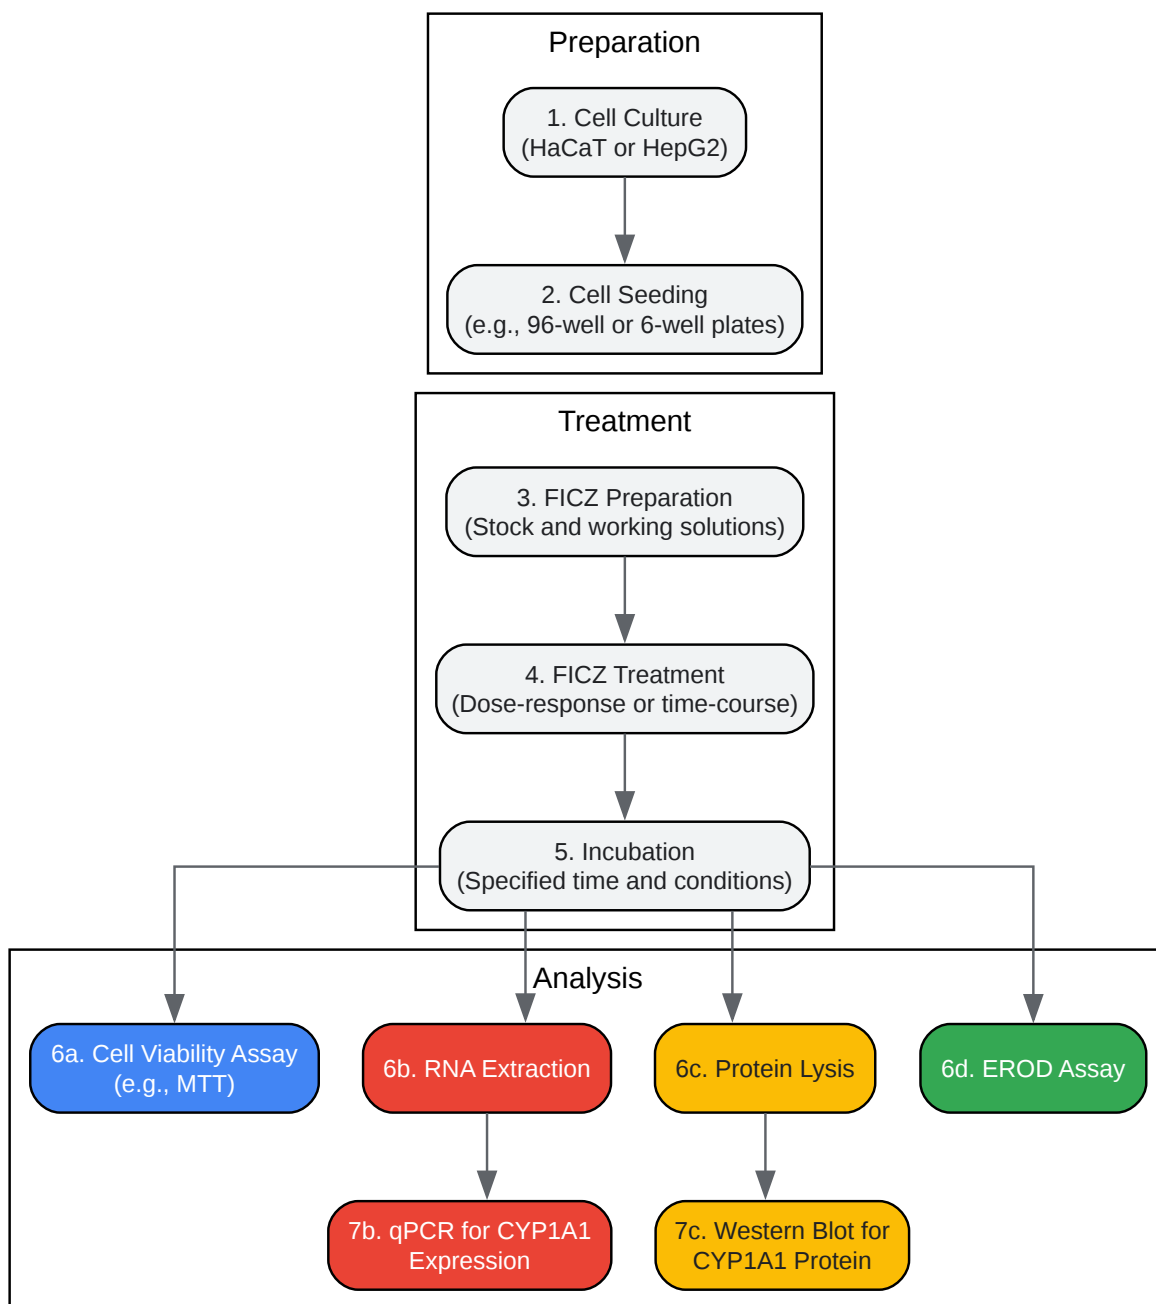 Preparation
1. Cell Culture
(HaCaT or HepG2)
2. Cell Seeding
(e.g., 96-well or 6-well plates)
Treatment
3. FICZ Preparation
(Stock and working solutions)
4. FICZ Treatment
(Dose-response or time-course)
5. Incubation
(Specified time and conditions)
Analysis
6a. Cell Viability Assay
(e.g., MTT)
6b. RNA Extraction
6c. Protein Lysis
6d. EROD Assay
7b. qPCR for CYP1A1
Expression
7c. Western Blot for
CYP1A1 Protein